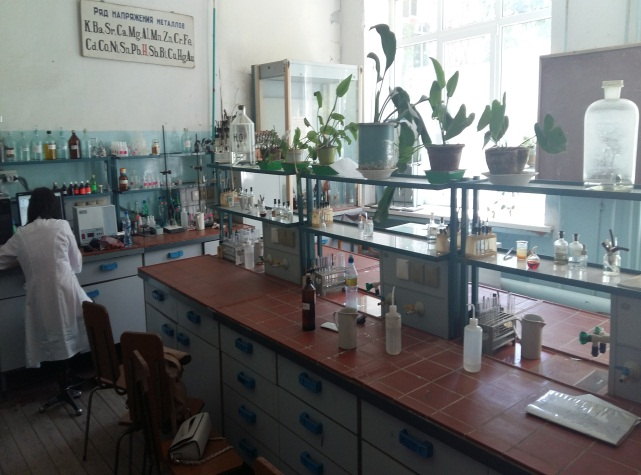 РЯД НАПРЯЖЕНИЯ МЕТАЛЛОВ
K,Ba,Sr,Ca,Mg,Al,Mn,Zn,Cr,Fe,
Cd,Co,Ni,Sn,Pb,H,Sb,Bi,Cu,Hg,Au